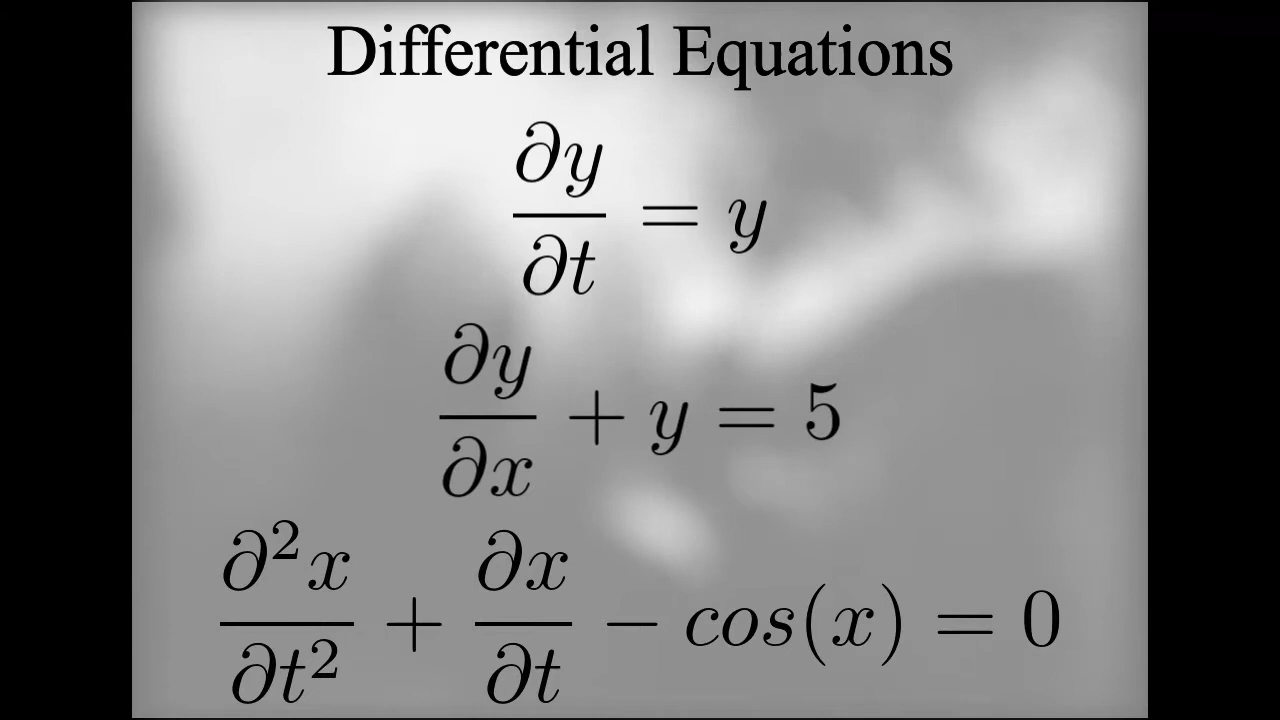 Differential Equations
∂y/∂t = y
∂y/∂x + y = 5
∂²x/∂t² + ∂x/∂t − cos(x) = 0